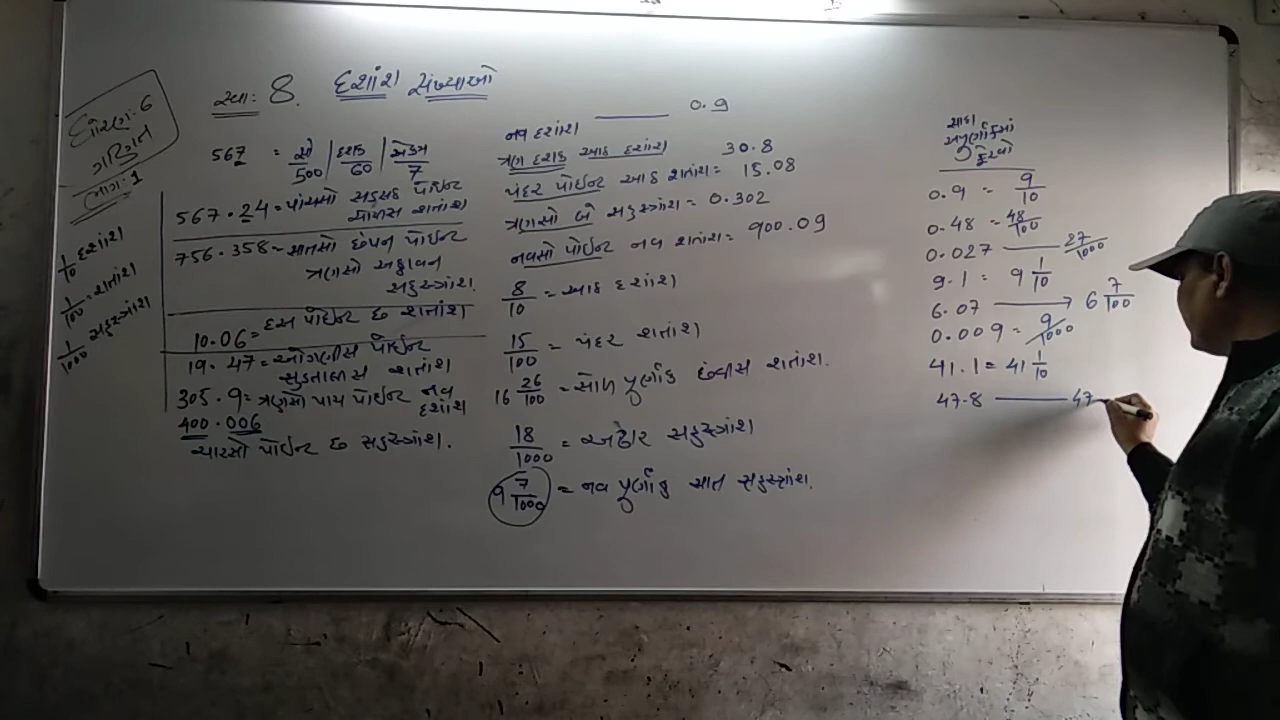 ધોરણ: 6
ગણિત
ભાગ: 1
1/10 દશાંશ
1/100 = શતાંશ
1/1000 સહસ્ત્રાંશ
સ્વા: 8. દશાંશ સંખ્યાઓ
567 = સો/500 | દશક/60 | એકમ/7
567.24 = પાંચસો સડસઠ પોઈન્ટ
ચોવીસ શતાંશ
756.358 = સાતસો છપ્પન પોઈન્ટ
ત્રણસો અઠ્ઠાવન
સહસ્ત્રાંશ.
10.06 = દસ પોઈન્ટ છ શતાંશ
19.47 = ઓગણીસ પોઈન્ટ
સુડતાલીસ શતાંશ
305.9 = ત્રણસો પાંચ પોઈન્ટ નવ
દશાંશ
400.006
ચારસો પોઈન્ટ છ સહસ્ત્રાંશ.
નવ દશાંશ ——— 0.9
ત્રણ દશક આઠ દશાંશ 30.8
પંદર પોઈન્ટ આઠ શતાંશ = 15.08
ત્રણસો બે સહસ્ત્રાંશ = 0.302
નવસો પોઈન્ટ નવ શતાંશ = 900.09
8/10 = આઠ દશાંશ
15/100 = પંદર શતાંશ
16 26/100 = સોળ પૂર્ણાંક છવ્વીસ શતાંશ.
18/1000 = અઢાર સહસ્ત્રાંશ
9 7/1000 = નવ પૂર્ણાંક સાત સહસ્ત્રાંશ.
સાદા
અપૂર્ણાંકમાં
ફેરવો
0.9 = 9/10
0.48 = 48/100
0.027 ——— 27/1000
9.1 = 9 1/10
6.07 ———→ 6 7/100
0.009 = 9/1000
41.1 = 41 1/10
47.8 ——— 47